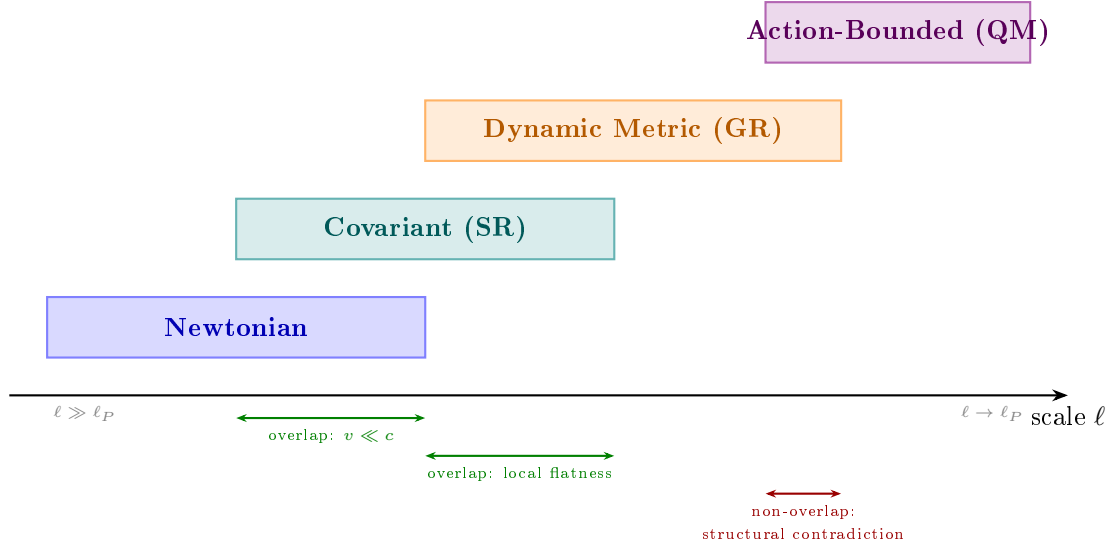 Action-Bounded (QM)
Dynamic Metric (GR)
Covariant (SR)
Newtonian
ℓ ≫ ℓ_P
ℓ → ℓ_P
scale ℓ
overlap: v ≪ c
overlap: local flatness
non-overlap:
structural contradiction